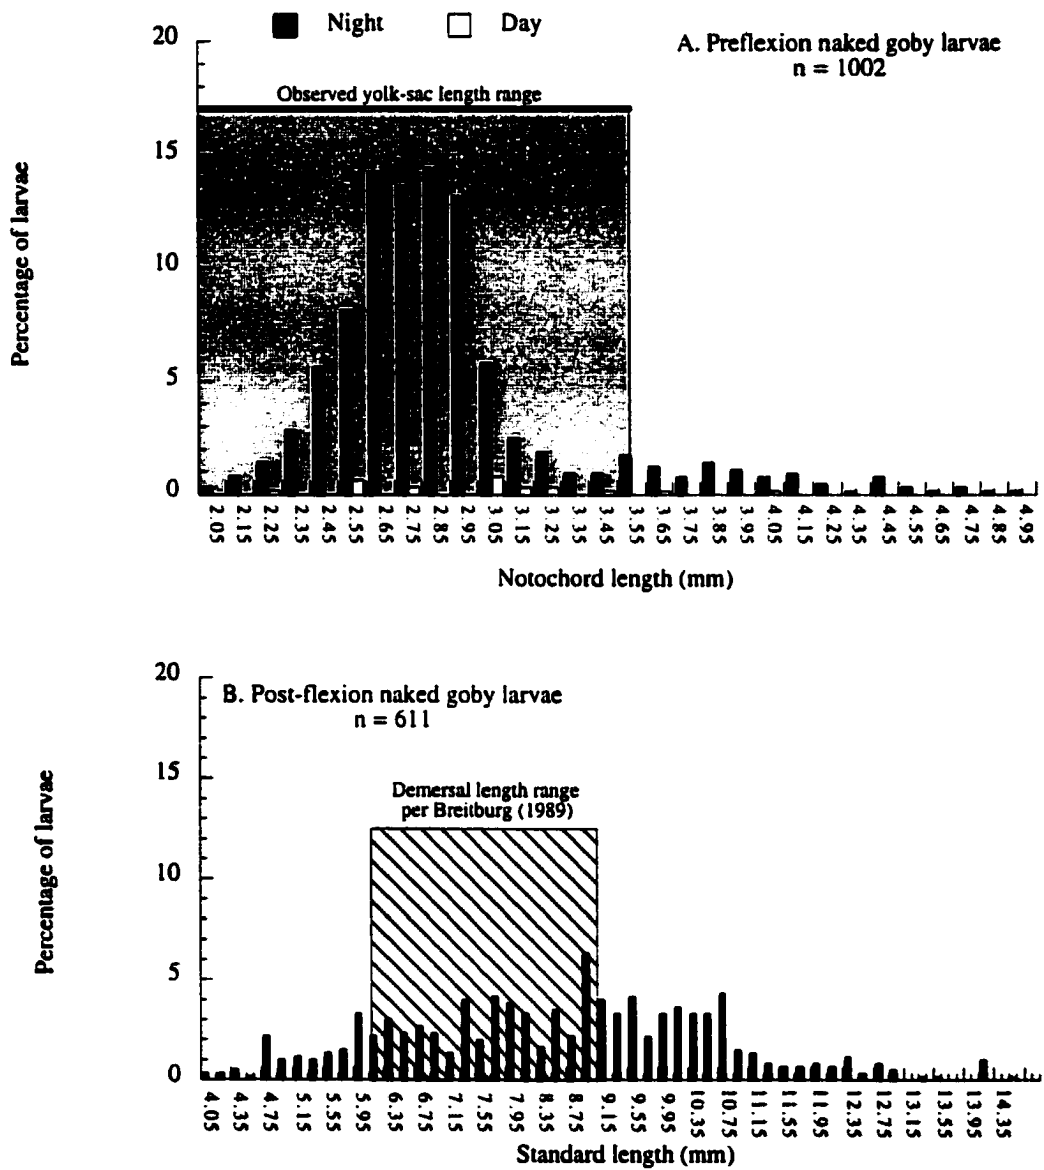 Night Day
A. Preflexion naked goby larvae
n = 1002
Observed yolk-sac length range
Percentage of larvae
20
15
10
5
0
2.05 2.15 2.25 2.35 2.45 2.55 2.65 2.75 2.85 2.95 3.05 3.15 3.25 3.35 3.45 3.55 3.65 3.75 3.85 3.95 4.05 4.15 4.25 4.35 4.45 4.55 4.65 4.75 4.85 4.95
Notochord length (mm)
B. Post-flexion naked goby larvae
n = 611
Demersal length range
per Breitburg (1989)
Percentage of larvae
20
15
10
5
0
4.05 4.35 4.75 5.15 5.55 5.95 6.35 6.75 7.15 7.55 7.95 8.35 8.75 9.15 9.55 9.95 10.35 10.75 11.15 11.55 11.95 12.35 12.75 13.15 13.55 13.95 14.35
Standard length (mm)